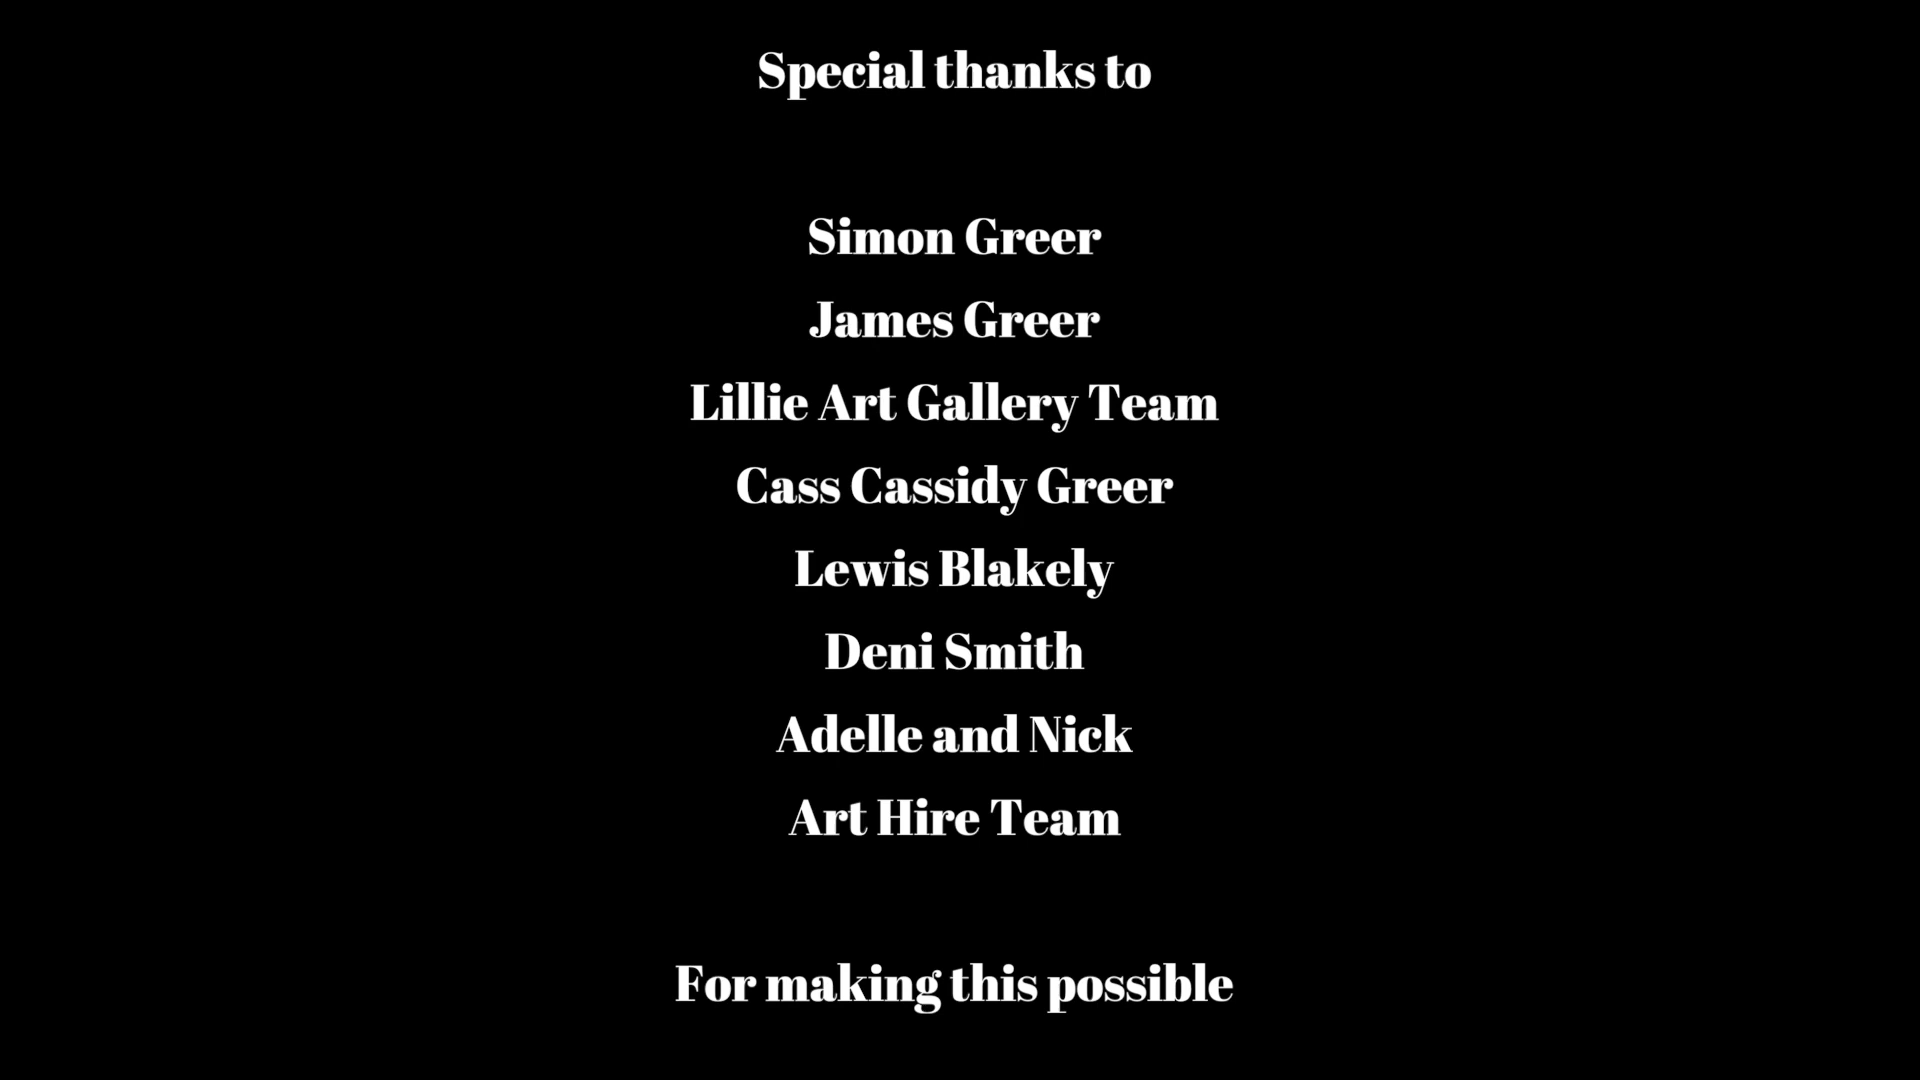 Special thanks to
Simon Greer
James Greer
Lillie Art Gallery Team
Cass Cassidy Greer
Lewis Blakely
Deni Smith
Adelle and Nick
Art Hire Team
For making this possible